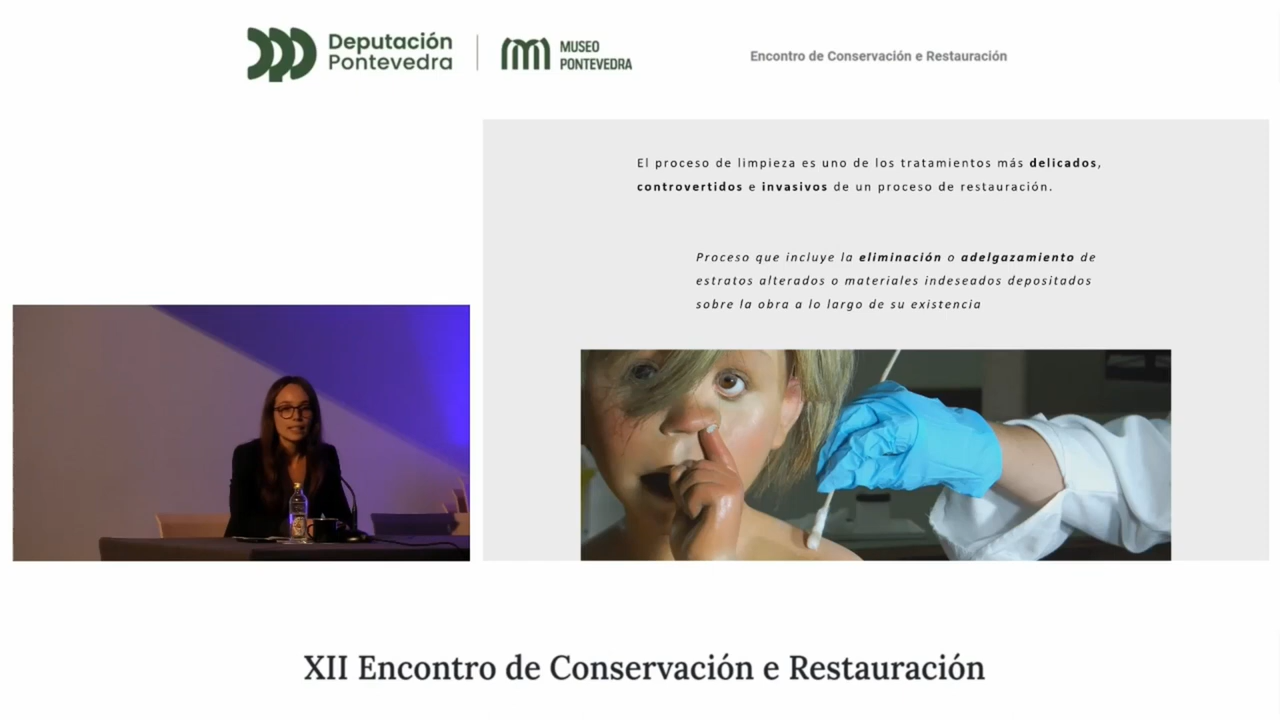 Deputación
Pontevedra
MUSEO
PONTEVEDRA
Encontro de Conservación e Restauración
El proceso de limpieza es uno de los tratamientos más delicados,
controvertidos e invasivos de un proceso de restauración.
Proceso que incluye la eliminación o adelgazamiento de
estratos alterados o materiales indeseados depositados
sobre la obra a lo largo de su existencia
XII Encontro de Conservación e Restauración